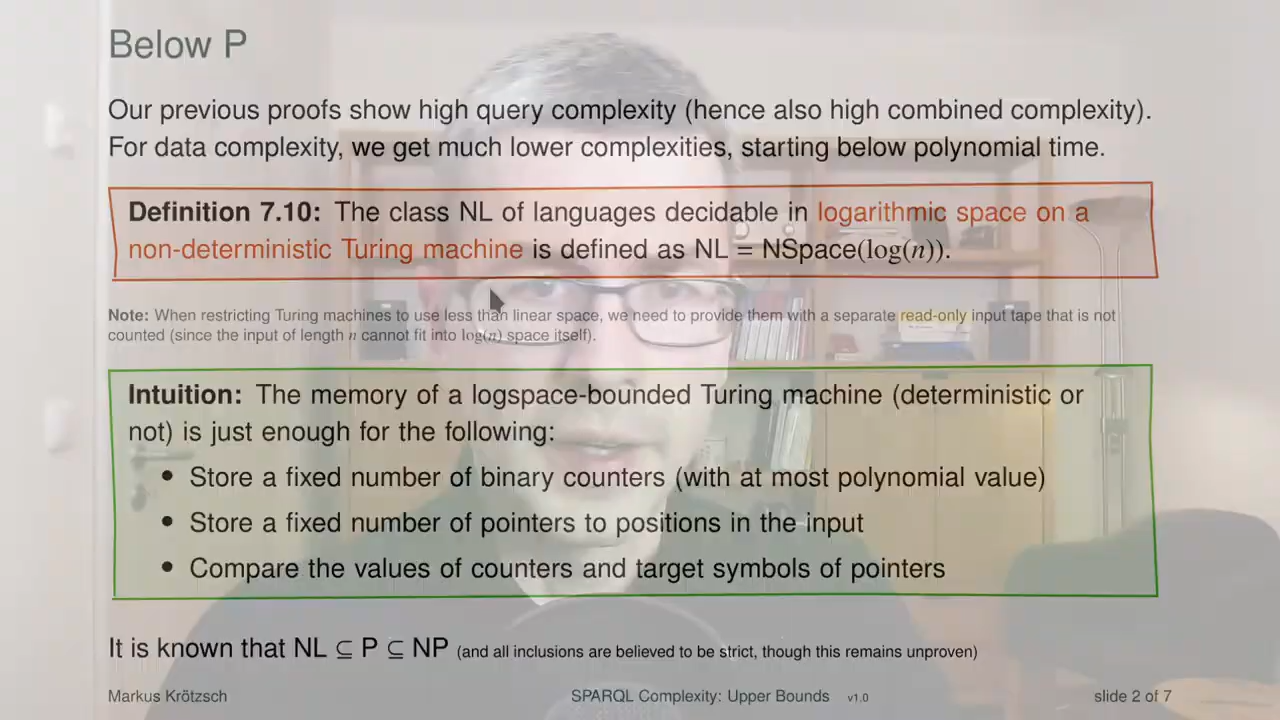 Below P
Our previous proofs show high query complexity (hence also high combined complexity).
For data complexity, we get much lower complexities, starting below polynomial time.
Definition 7.10: The class NL of languages decidable in logarithmic space on a
non-deterministic Turing machine is defined as NL = NSpace(log(n)).
Note: When restricting Turing machines to use less than linear space, we need to provide them with a separate read-only input tape that is not
counted (since the input of length n cannot fit into log(n) space itself).
Intuition: The memory of a logspace-bounded Turing machine (deterministic or
not) is just enough for the following:
• Store a fixed number of binary counters (with at most polynomial value)
• Store a fixed number of pointers to positions in the input
• Compare the values of counters and target symbols of pointers
It is known that NL ⊆ P ⊆ NP (and all inclusions are believed to be strict, though this remains unproven)
Markus Krötzsch SPARQL Complexity: Upper Bounds v1.0 slide 2 of 7